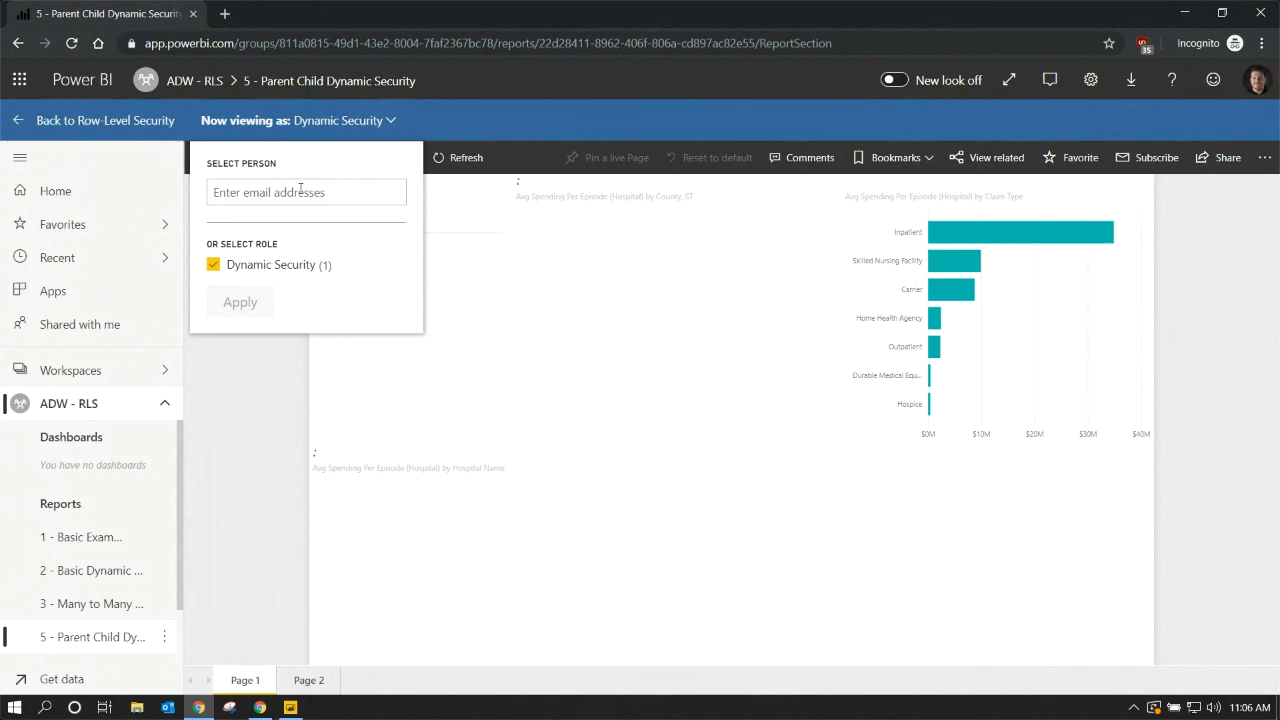 5 - Parent Child Dynamic Securit
app.powerbi.com/groups/811a0815-49d1-43e2-8004-7faf2367bc78/reports/22d28411-8962-406f-806a-cd897ac82e55/ReportSection
35
Incognito
Power BI
ADW - RLS > 5 - Parent Child Dynamic Security
New look off
Back to Row-Level Security
Now viewing as: Dynamic Security
SELECT PERSON
Enter email addresses
OR SELECT ROLE
Dynamic Security (1)
Apply
Refresh
Pin a live Page
Reset to default
Comments
Bookmarks
View related
Favorite
Subscribe
Share
Home
Favorites
Recent
Apps
Shared with me
Workspaces
ADW - RLS
Dashboards
You have no dashboards
Reports
1 - Basic Exam...
2 - Basic Dynamic ...
3 - Many to Many ...
5 - Parent Child Dy...
Get data
:
Avg Spending Per Episode (Hospital) by County, ST
Avg Spending Per Episode (Hospital) by Claim Type
Inpatient
Skilled Nursing Facility
Carrier
Home Health Agency
Outpatient
Durable Medical Equ...
Hospice
$0M
$10M
$20M
$30M
$40M
:
Avg Spending Per Episode (Hospital) by Hospital Name
Page 1
Page 2
11:06 AM